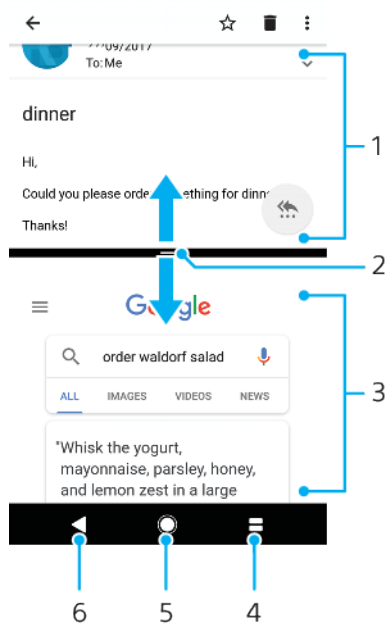 09/2017
To: Me
dinner
Hi,
Could you please order something for
Thanks!
1
2
Google
order waldorf salad
ALL IMAGES VIDEOS NEWS
3
"Whisk the yogurt,
mayonnaise, parsley, honey,
and lemon zest in a large
6 5 4